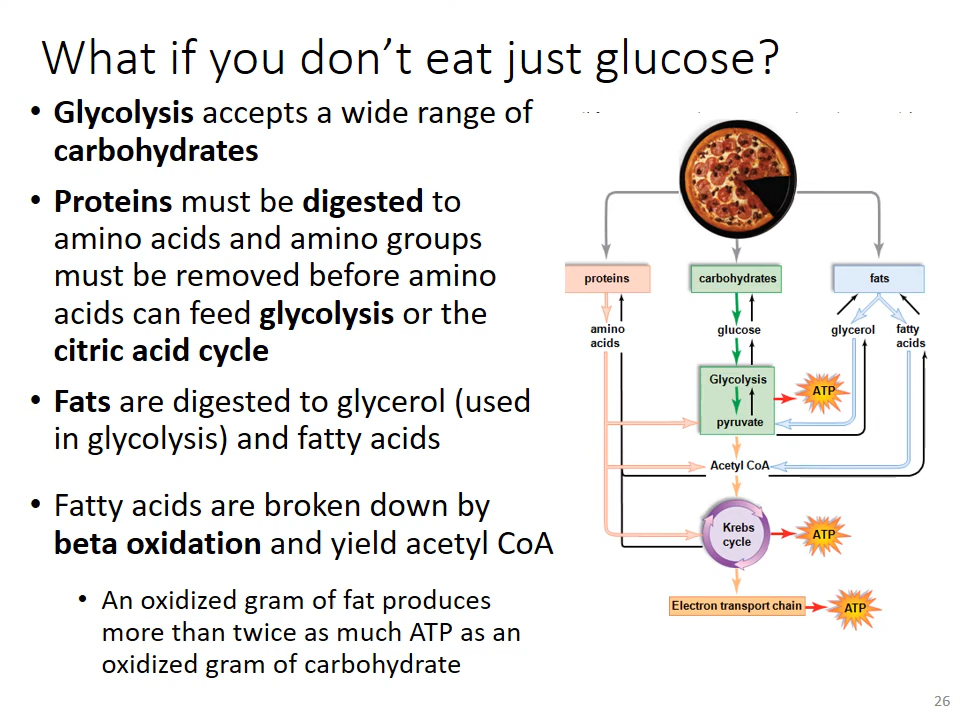 What if you don’t eat just glucose?
• Glycolysis accepts a wide range of
carbohydrates
• Proteins must be digested to
amino acids and amino groups
must be removed before amino
acids can feed glycolysis or the
citric acid cycle
• Fats are digested to glycerol (used
in glycolysis) and fatty acids
• Fatty acids are broken down by
beta oxidation and yield acetyl CoA
• An oxidized gram of fat produces
more than twice as much ATP as an
oxidized gram of carbohydrate
proteins
carbohydrates
fats
amino
acids
glucose
glycerol
fatty
acids
Glycolysis
ATP
pyruvate
Acetyl CoA
Krebs
cycle
ATP
Electron transport chain
ATP
26